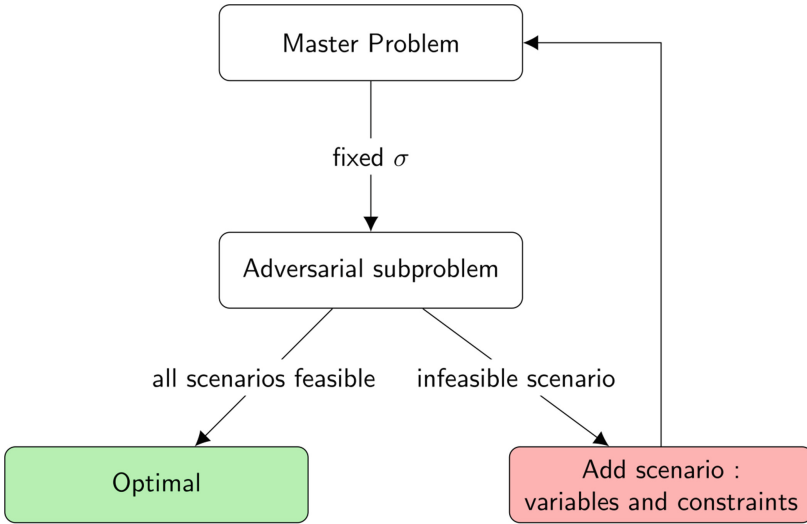 Master Problem
fixed σ
Adversarial subproblem
all scenarios feasible
infeasible scenario
Optimal
Add scenario :
variables and constraints